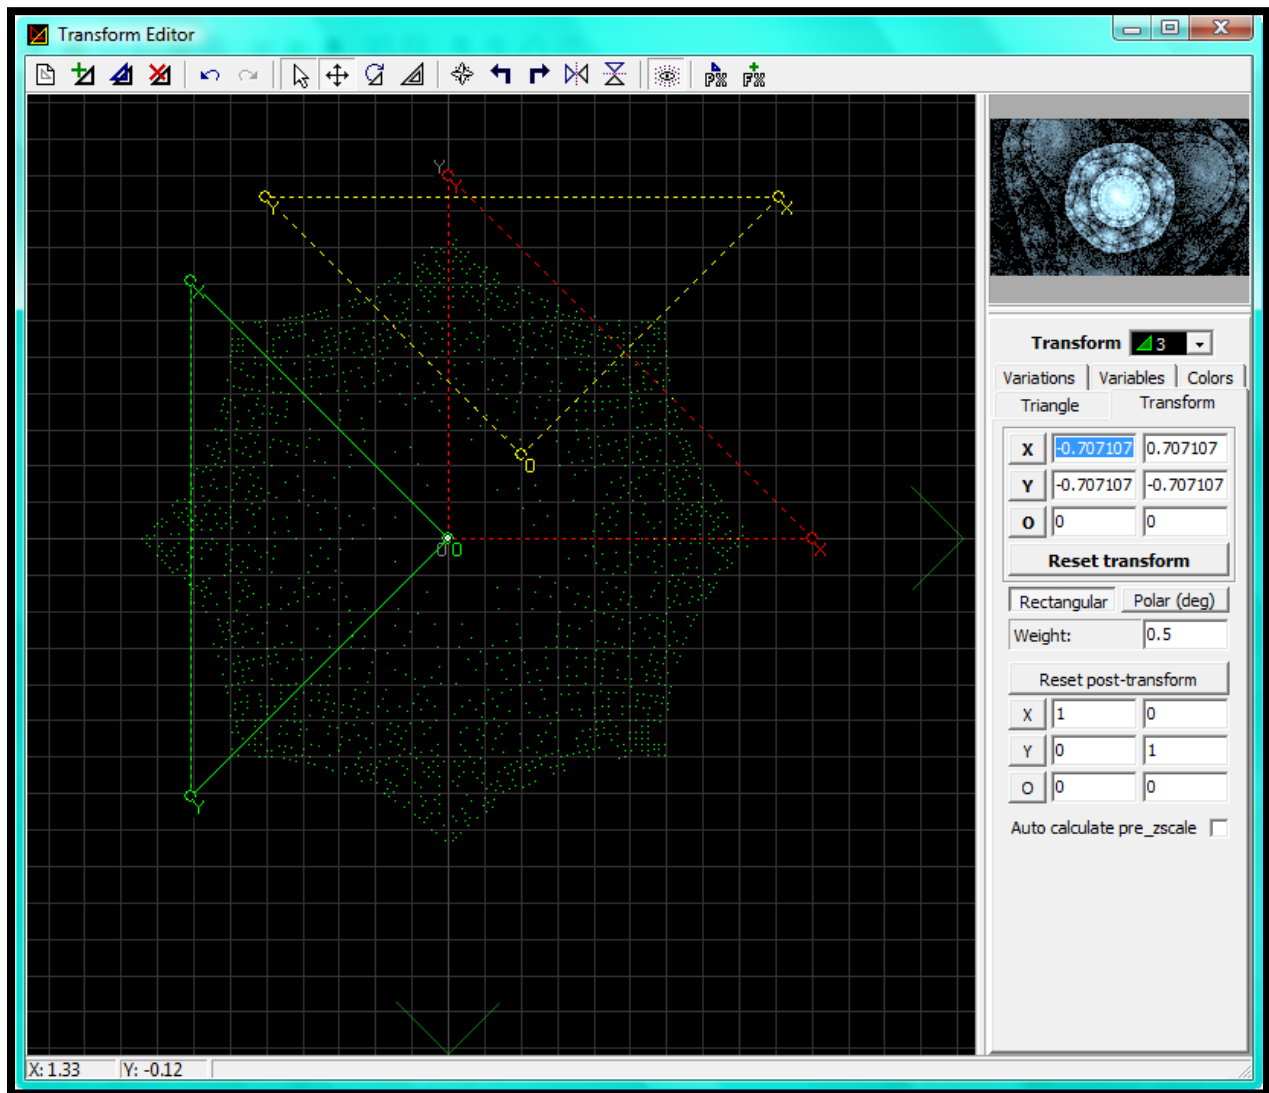 Transform Editor
Y
Y
Y
X
O
X
X
O O
Y
Transform 3
Variations Variables Colors
Triangle Transform
X -0.707107 0.707107
Y -0.707107 -0.707107
O 0 0
Reset transform
Rectangular Polar (deg)
Weight: 0.5
Reset post-transform
X 1 0
Y 0 1
O 0 0
Auto calculate pre_zscale
X: 1.33 Y: -0.12